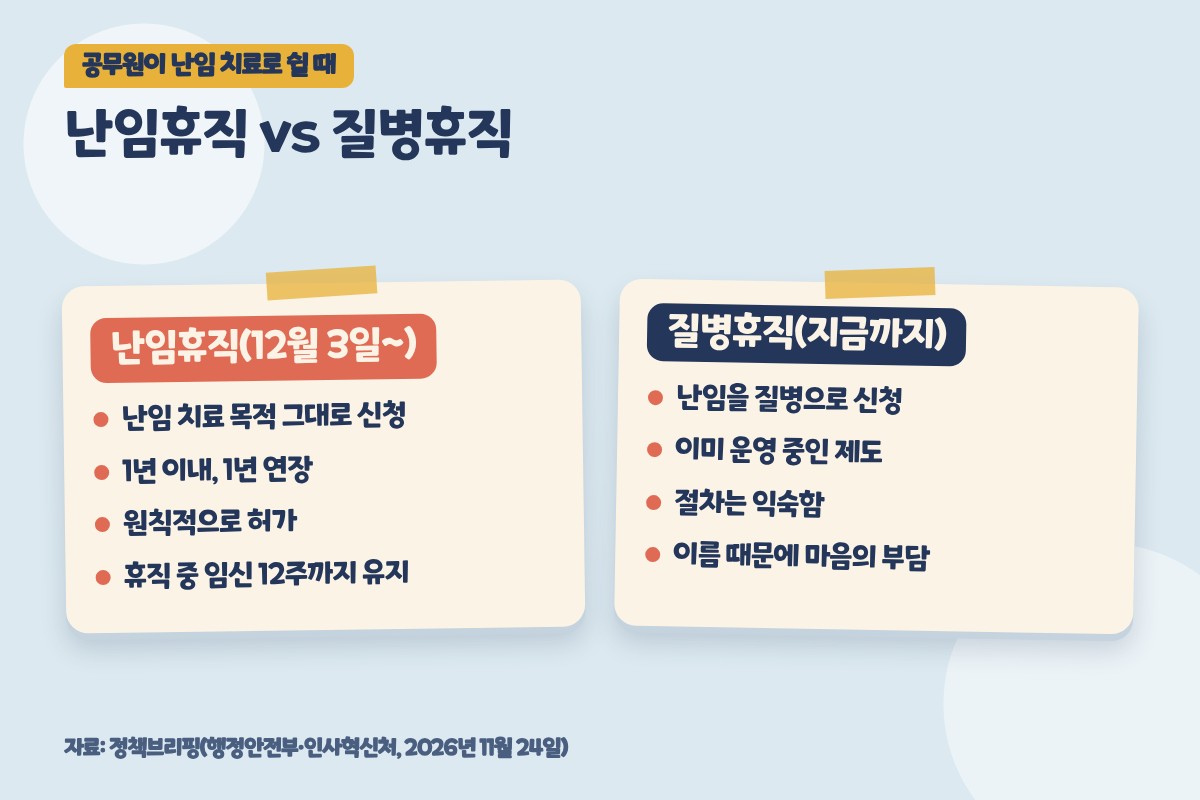 공무원이 난임 치료로 쉴 때
난임휴직 vs 질병휴직
난임휴직(12월 3일~)
난임 치료 목적 그대로 신청
1년 이내, 1년 연장
원칙적으로 허가
휴직 중 임신 12주까지 유지
질병휴직(지금까지)
난임을 질병으로 신청
이미 운영 중인 제도
절차는 익숙함
이름 때문에 마음의 부담
자료: 정책브리핑(행정안전부·인사혁신처, 2026년 11월 24일)